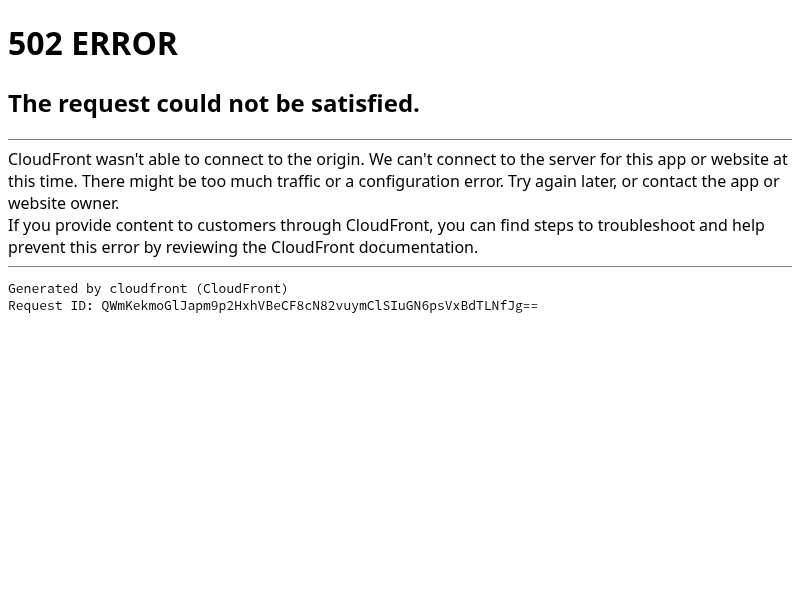 502 ERROR
The request could not be satisfied.
CloudFront wasn't able to connect to the origin. We can't connect to the server for this app or website at
this time. There might be too much traffic or a configuration error. Try again later, or contact the app or
website owner.
If you provide content to customers through CloudFront, you can find steps to troubleshoot and help
prevent this error by reviewing the CloudFront documentation.
Generated by cloudfront (CloudFront)
Request ID: QWmKekmoGlJapm9p2HxhVBeCF8cN82vuymClSIuGN6psVxBdTLNfJg==